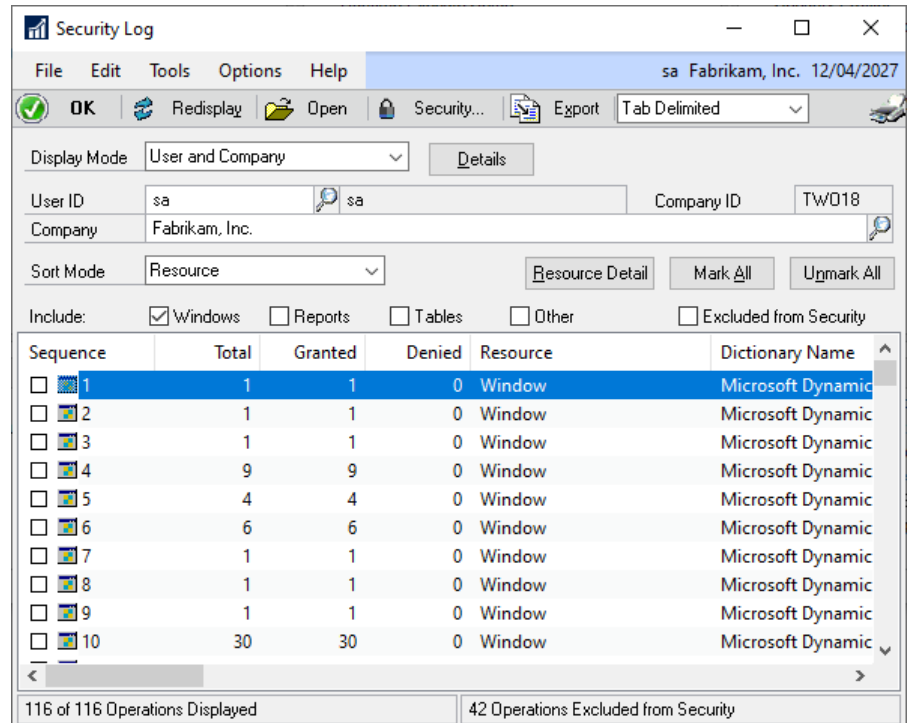 Security Log
File Edit Tools Options Help sa Fabrikam, Inc. 12/04/2027
OK Redisplay Open Security... Export Tab Delimited
Display Mode User and Company Details
User ID sa sa Company ID TWO18
Company Fabrikam, Inc.
Sort Mode Resource Resource Detail Mark All Unmark All
Include: Windows Reports Tables Other Excluded from Security
Sequence Total Granted Denied Resource Dictionary Name
1 1 1 0 Window Microsoft Dynamic
2 1 1 0 Window Microsoft Dynamic
3 1 1 0 Window Microsoft Dynamic
4 9 9 0 Window Microsoft Dynamic
5 4 4 0 Window Microsoft Dynamic
6 6 6 0 Window Microsoft Dynamic
7 1 1 0 Window Microsoft Dynamic
8 1 1 0 Window Microsoft Dynamic
9 1 1 0 Window Microsoft Dynamic
10 30 30 0 Window Microsoft Dynamic
116 of 116 Operations Displayed 42 Operations Excluded from Security